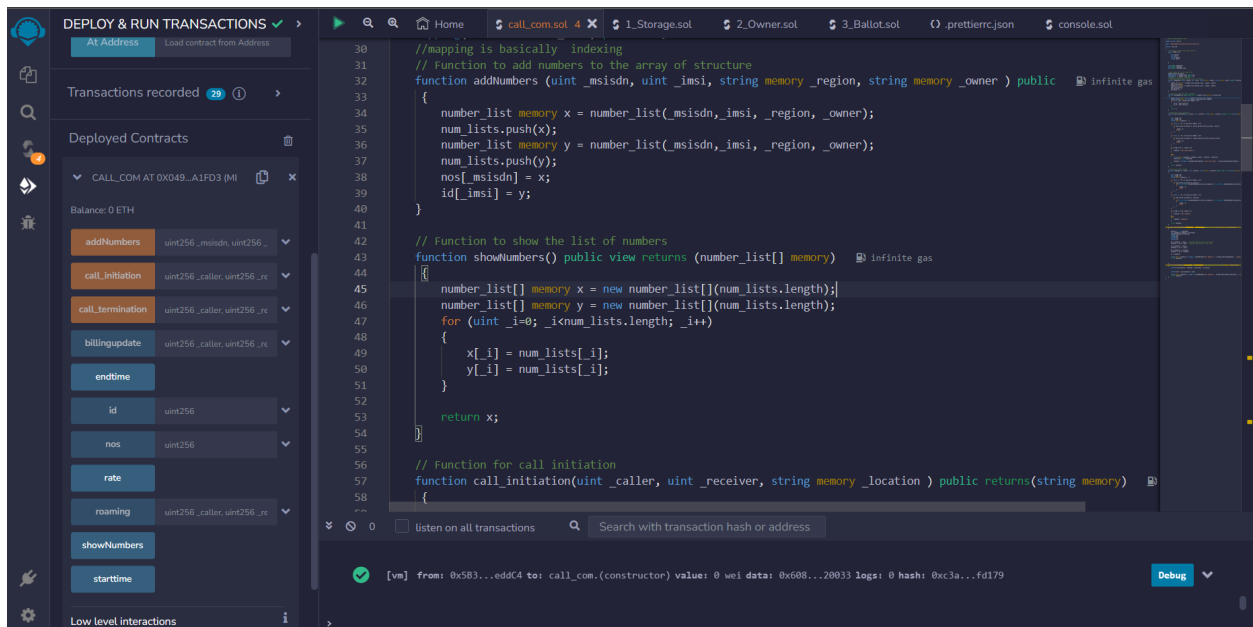 DEPLOY & RUN TRANSACTIONS
At Address Load contract from Address
Transactions recorded 29
Deployed Contracts
4
CALL_COM AT 0X049...A1FD3 (MI
Balance: 0 ETH
addNumbers uint256 _msisdn, uint256 _
call_initiation uint256 _caller, uint256 _re
call_termination uint256 _caller, uint256 _re
billingupdate uint256 _caller, uint256 _re
endtime
id uint256
nos uint256
rate
roaming uint256 _caller, uint256 _re
showNumbers
starttime
Low level interactions i
Home call_com.sol 4 1_Storage.sol 2_Owner.sol 3_Ballot.sol .prettierrc.json console.sol
30 //mapping is basically indexing
31 // Function to add numbers to the array of structure
32 function addNumbers (uint _msisdn, uint _imsi, string memory _region, string memory _owner ) public infinite gas
33 {
34 number_list memory x = number_list(_msisdn,_imsi, _region, _owner);
35 num_lists.push(x);
36 number_list memory y = number_list(_msisdn,_imsi, _region, _owner);
37 num_lists.push(y);
38 nos[_msisdn] = x;
39 id[_imsi] = y;
40 }
41
42 // Function to show the list of numbers
43 function showNumbers() public view returns (number_list[] memory) infinite gas
44 {
45 number_list[] memory x = new number_list[](num_lists.length);
46 number_list[] memory y = new number_list[](num_lists.length);
47 for (uint _i=0; _i<num_lists.length; _i++)
48 {
49 x[_i] = num_lists[_i];
50 y[_i] = num_lists[_i];
51 }
52
53 return x;
54 }
55
56 // Function for call initiation
57 function call_initiation(uint _caller, uint _receiver, string memory _location ) public returns(string memory)
58 {
0 listen on all transactions Search with transaction hash or address
[vm] from: 0x5B3...eddC4 to: call_com.(constructor) value: 0 wei data: 0x608...20033 logs: 0 hash: 0xc3a...fd179 Debug
>